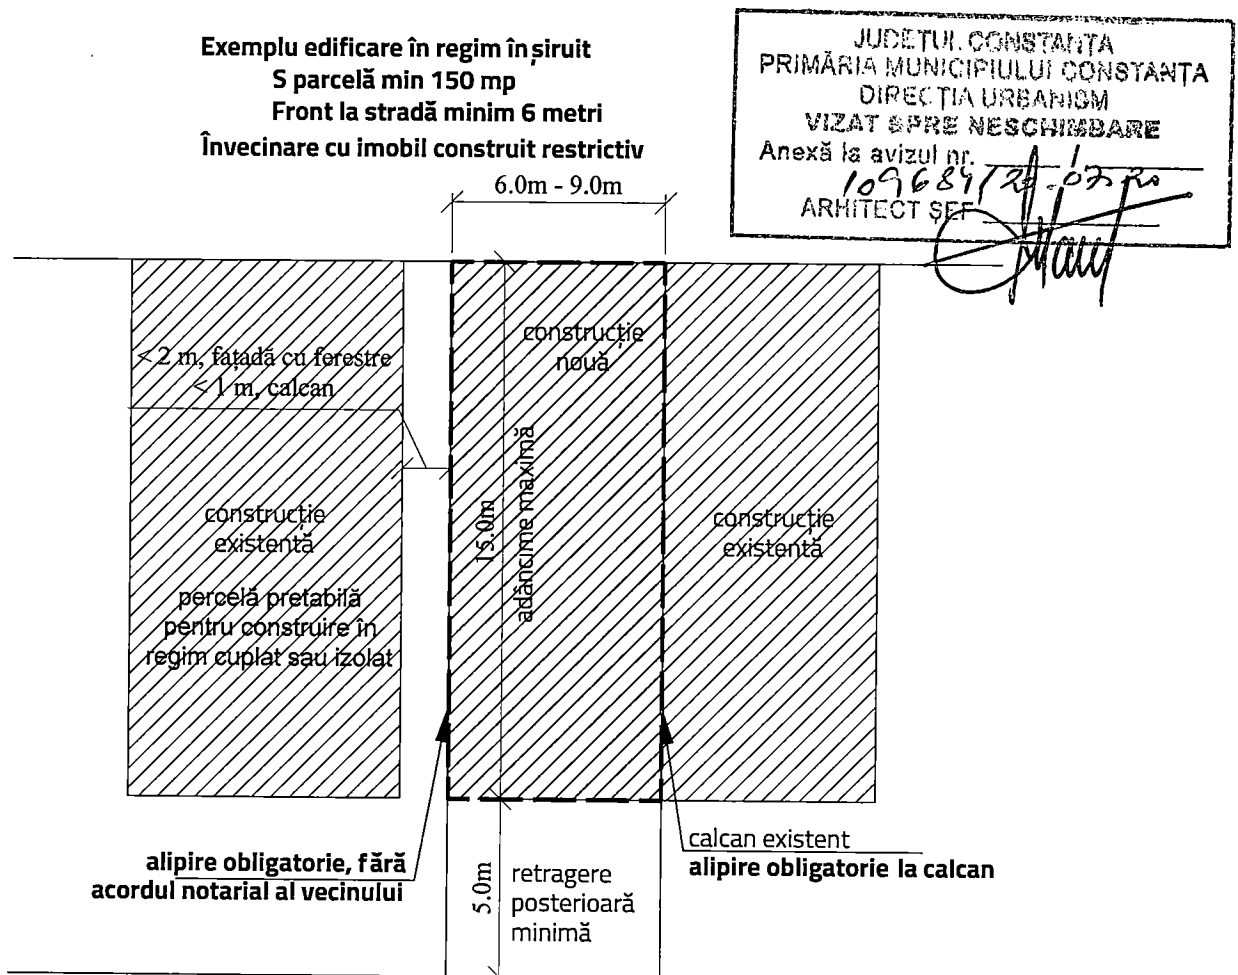 Exemplu edificare în regim înșiruit
S parcelă min 150 mp
Front la stradă minim 6 metri
Învecinare cu imobil construit restrictiv
6.0m - 9.0m
JUDEȚUL CONSTANȚA
PRIMĂRIA MUNICIPIULUI CONSTANȚA
DIRECȚIA URBANISM
VIZAT SPRE NESCHIMBARE
Anexă la avizul nr.
109684 / 20.07.20
ARHITECT ȘEF
construcție
nouă
< 2 m, fațadă cu ferestre
< 1 m, calcan
15.0m
adâncime maximă
construcție
existentă
percelă pretabilă
pentru construire în
regim cuplat sau izolat
construcție
existentă
alipire obligatorie, fără
acordul notarial al vecinului
calcan existent
alipire obligatorie la calcan
5.0m
retragere
posterioară
minimă